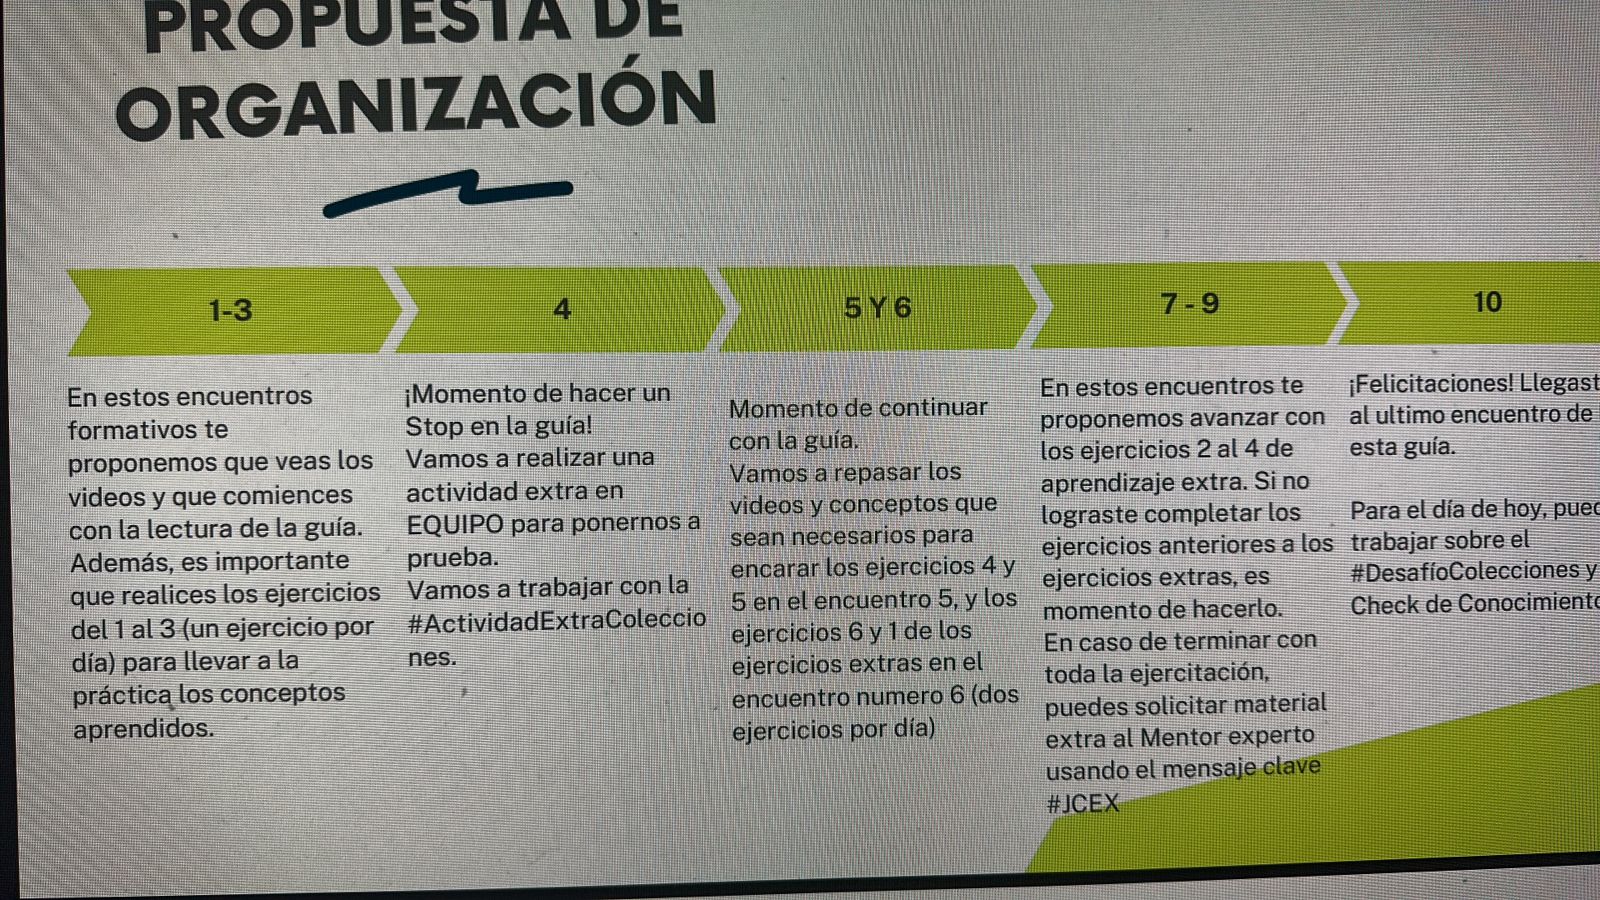 PROPUESTA DE
ORGANIZACIÓN
1-3
En estos encuentros
formativos te
proponemos que veas los
videos y que comiences
con la lectura de la guía.
Además, es importante
que realices los ejercicios
del 1 al 3 (un ejercicio por
día) para llevar a la
práctica los conceptos
aprendidos.
4
¡Momento de hacer un
Stop en la guía!
Vamos a realizar una
actividad extra en
EQUIPO para ponernos a
prueba.
Vamos a trabajar con la
#ActividadExtraColeccio
nes.
5 Y 6
Momento de continuar
con la guía.
Vamos a repasar los
videos y conceptos que
sean necesarios para
encarar los ejercicios 4 y
5 en el encuentro 5, y los
ejercicios 6 y 1 de los
ejercicios extras en el
encuentro numero 6 (dos
ejercicios por día)
7 - 9
En estos encuentros te
proponemos avanzar con
los ejercicios 2 al 4 de
aprendizaje extra. Si no
lograste completar los
ejercicios anteriores a los
ejercicios extras, es
momento de hacerlo.
En caso de terminar con
toda la ejercitación,
puedes solicitar material
extra al Mentor experto
usando el mensaje clave
#JCEX
10
¡Felicitaciones! Llegast
al ultimo encuentro de
esta guía.
Para el día de hoy, pued
trabajar sobre el
#DesafíoColecciones y
Check de Conocimiento